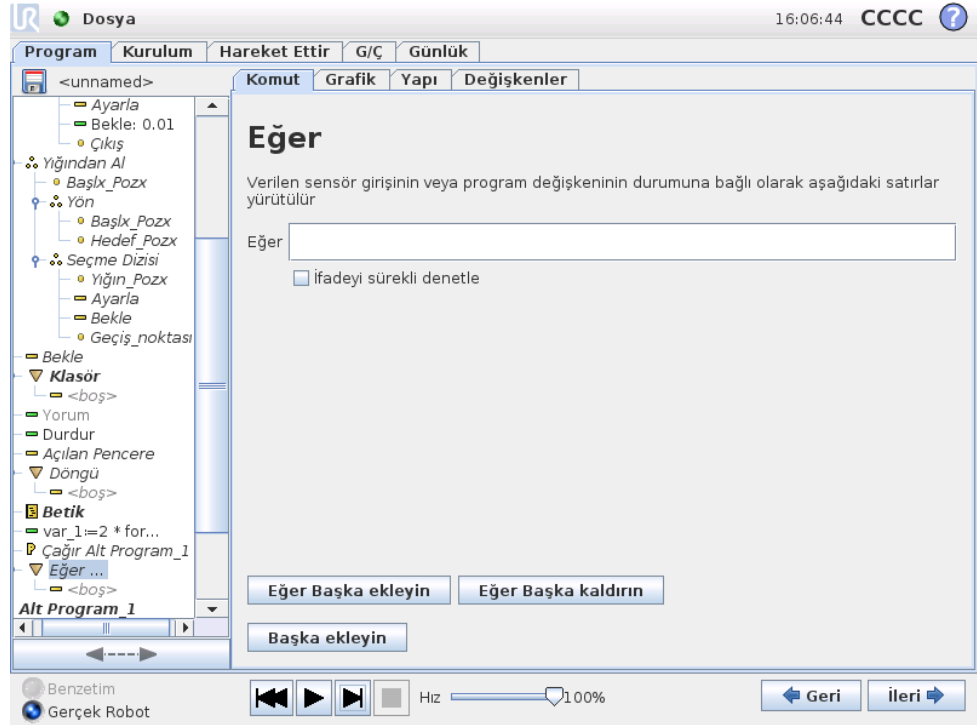 UR Dosya 16:06:44 CCCC ?
Program Kurulum Hareket Ettir G/Ç Günlük
<unnamed>
Komut Grafik Yapı Değişkenler
Ayarla
Bekle: 0.01
Çıkış
Yığından Al
Başlx_Pozx
Yön
Başlx_Pozx
Hedef_Pozx
Seçme Dizisi
Yığın_Pozx
Ayarla
Bekle
Geçiş_noktası
Bekle
Klasör
<boş>
Yorum
Durdur
Açılan Pencere
Döngü
<boş>
Betik
var_1:=2 * for...
Çağır Alt Program_1
Eğer ...
<boş>
Alt Program_1
Eğer
Verilen sensör girişinin veya program değişkeninin durumuna bağlı olarak aşağıdaki satırlar
yürütülür
Eğer
İfadeyi sürekli denetle
Eğer Başka ekleyin Eğer Başka kaldırın
Başka ekleyin
Benzetim
Gerçek Robot
Hız 100%
Geri İleri